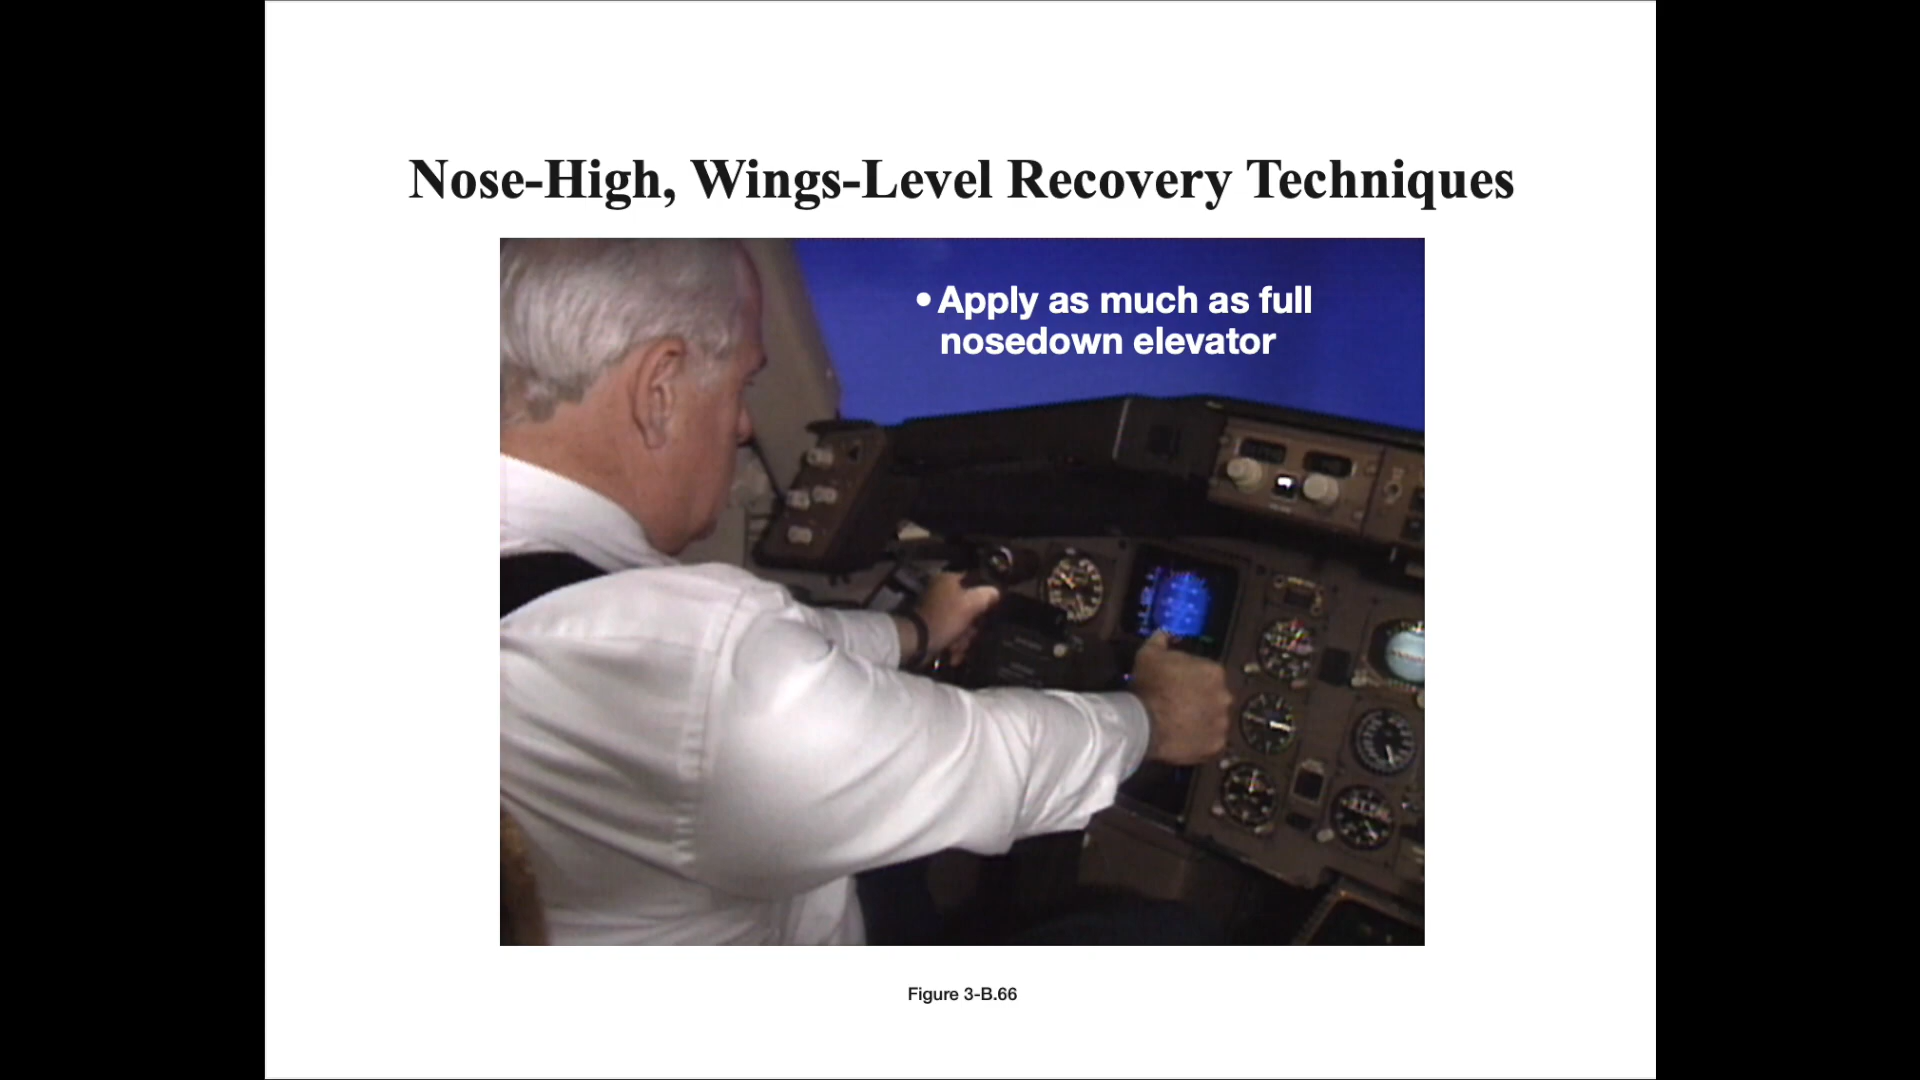 Nose-High, Wings-Level Recovery Techniques
• Apply as much as full
nosedown elevator
Figure 3-B.66